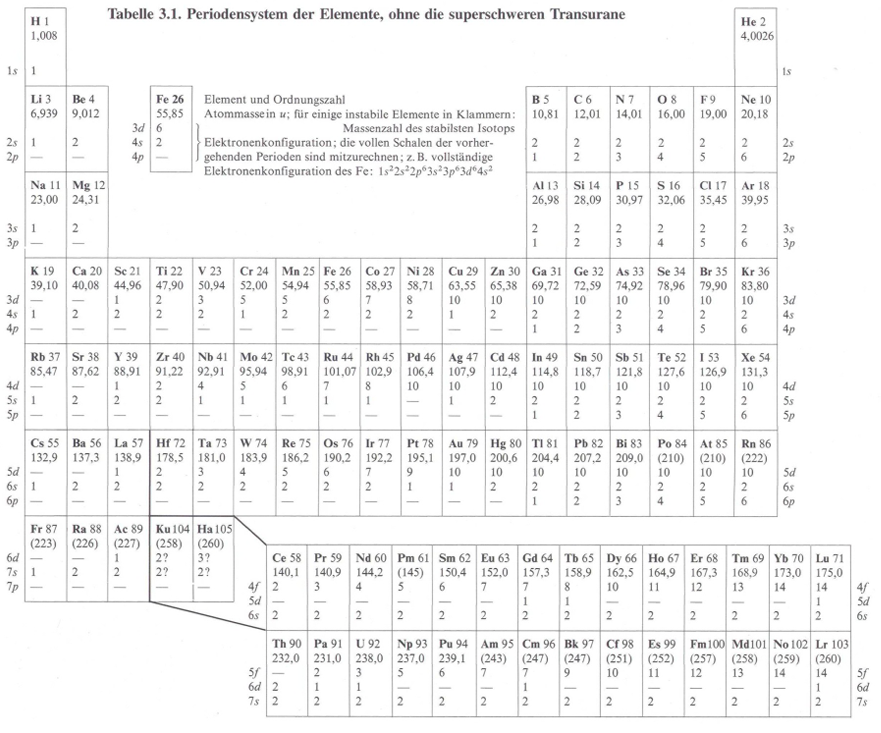 Tabelle 3.1. Periodensystem der Elemente, ohne die superschweren Transurane
H 1 He 2
1,008 4,0026
1s 1 1s
Li 3 Be 4 Fe 26 Element und Ordnungszahl B 5 C 6 N 7 O 8 F 9 Ne 10
6,939 9,012 55,85 Atommasse in u; für einige instabile Elemente in Klammern: 10,81 12,01 14,01 16,00 19,00 20,18
3d 6 Massenzahl des stabilsten Isotops
2s 1 2 4s 2 Elektronenkonfiguration; die vollen Schalen der vorher- 2 2 2 2 2 2 2s
2p — — 4p — gehenden Perioden sind mitzurechnen; z. B. vollständige 1 2 3 4 5 6 2p
Elektronenkonfiguration des Fe: 1s²2s²2p⁶3s²3p⁶3d⁶4s²
Na 11 Mg 12 Al 13 Si 14 P 15 S 16 Cl 17 Ar 18
23,00 24,31 26,98 28,09 30,97 32,06 35,45 39,95
3s 1 2 2 2 2 2 2 2 3s
3p — — 1 2 3 4 5 6 3p
K 19 Ca 20 Sc 21 Ti 22 V 23 Cr 24 Mn 25 Fe 26 Co 27 Ni 28 Cu 29 Zn 30 Ga 31 Ge 32 As 33 Se 34 Br 35 Kr 36
39,10 40,08 44,96 47,90 50,94 52,00 54,94 55,85 58,93 58,71 63,55 65,38 69,72 72,59 74,92 78,96 79,90 83,80
3d — — 1 2 3 5 5 6 7 8 10 10 10 10 10 10 10 10 3d
4s 1 2 2 2 2 1 2 2 2 2 1 2 2 2 2 2 2 2 4s
4p — — — — — — — — — — — — 1 2 3 4 5 6 4p
Rb 37 Sr 38 Y 39 Zr 40 Nb 41 Mo 42 Tc 43 Ru 44 Rh 45 Pd 46 Ag 47 Cd 48 In 49 Sn 50 Sb 51 Te 52 I 53 Xe 54
85,47 87,62 88,91 91,22 92,91 95,94 98,91 101,07 102,9 106,4 107,9 112,4 114,8 118,7 121,8 127,6 126,9 131,3
4d — — 1 2 4 5 6 7 8 10 10 10 10 10 10 10 10 10 4d
5s 1 2 2 2 1 1 1 1 1 — 1 2 2 2 2 2 2 2 5s
5p — — — — — — — — — — — — 1 2 3 4 5 6 5p
Cs 55 Ba 56 La 57 Hf 72 Ta 73 W 74 Re 75 Os 76 Ir 77 Pt 78 Au 79 Hg 80 Tl 81 Pb 82 Bi 83 Po 84 At 85 Rn 86
132,9 137,3 138,9 178,5 181,0 183,9 186,2 190,2 192,2 195,1 197,0 200,6 204,4 207,2 209,0 (210) (210) (222)
5d — — 1 2 3 4 5 6 7 9 10 10 10 10 10 10 10 10 5d
6s 1 2 2 2 2 2 2 2 2 1 1 2 2 2 2 2 2 2 6s
6p — — — — — — — — — — — — 1 2 3 4 5 6 6p
Fr 87 Ra 88 Ac 89 Ku 104 Ha 105
(223) (226) (227) (258) (260)
6d — — 1 2? 3?
7s 1 2 2 2? 2?
7p — — —
Ce 58 Pr 59 Nd 60 Pm 61 Sm 62 Eu 63 Gd 64 Tb 65 Dy 66 Ho 67 Er 68 Tm 69 Yb 70 Lu 71
140,1 140,9 144,2 (145) 150,4 152,0 157,3 158,9 162,5 164,9 167,3 168,9 173,0 175,0
4f 2 3 4 5 6 7 7 8 10 11 12 13 14 14 4f
5d — — — — — — 1 1 — — — — — 1 5d
6s 2 2 2 2 2 2 2 2 2 2 2 2 2 2 6s
Th 90 Pa 91 U 92 Np 93 Pu 94 Am 95 Cm 96 Bk 97 Cf 98 Es 99 Fm 100 Md 101 No 102 Lr 103
232,0 231,0 238,0 237,0 239,1 (243) (247) (247) (251) (252) (257) (258) (259) (260)
5f — 2 3 5 6 7 7 9 10 11 12 13 14 14 5f
6d 2 1 1 — — — 1 — — — — — — 1 6d
7s 2 2 2 2 2 2 2 2 2 2 2 2 2 2 7s